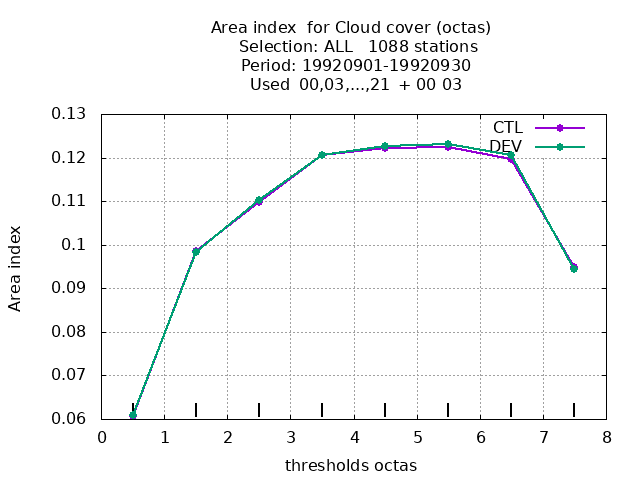 Area index  for Cloud cover (octas)
Selection: ALL   1088 stations
Period: 19920901-19920930
Used  00,03,...,21  + 00 03
0.13
CTL
DEV
0.12
0.11
0.1
0.09
0.08
0.07
0.06
Area index
0 1 2 3 4 5 6 7 8
thresholds octas